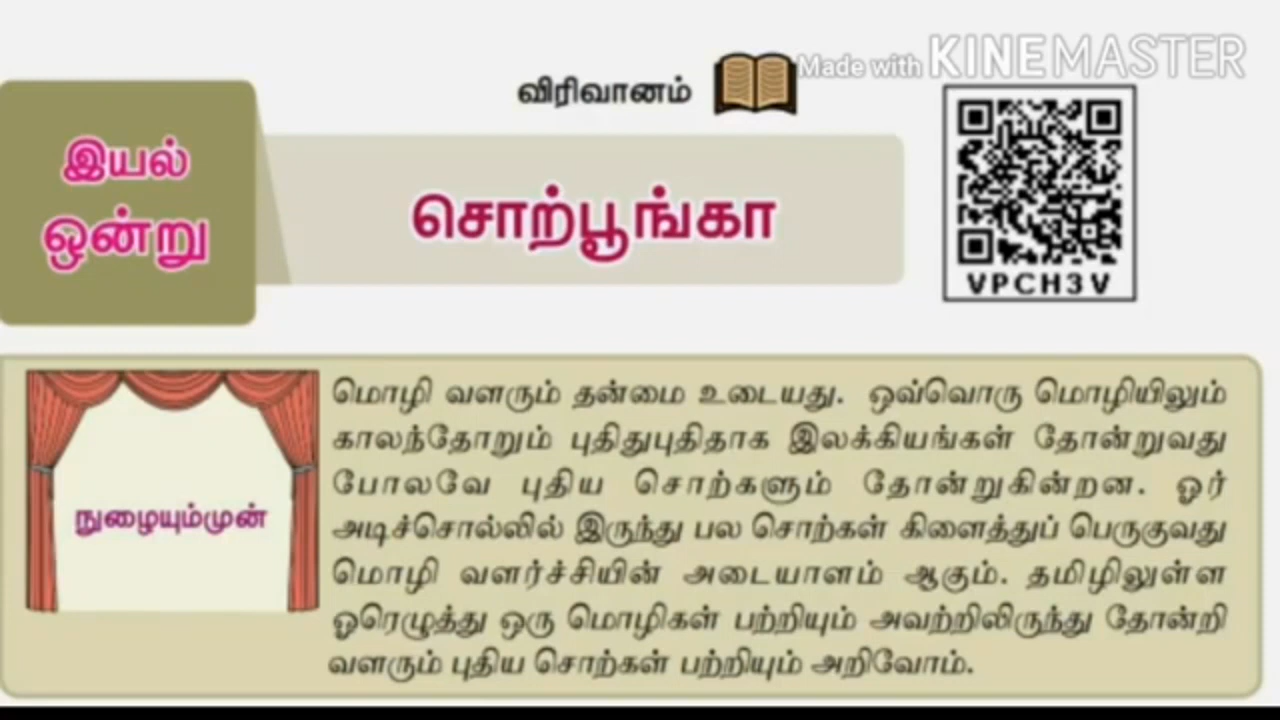 Made with KINEMASTER
விரிவானம்
இயல்
ஒன்று
சொற்பூங்கா
VPCH3V
நுழையும்முன்
மொழி வளரும் தன்மை உடையது. ஒவ்வொரு மொழியிலும்
காலந்தோறும் புதிதுபுதிதாக இலக்கியங்கள் தோன்றுவது
போலவே புதிய சொற்களும் தோன்றுகின்றன. ஓர்
அடிச்சொல்லில் இருந்து பல சொற்கள் கிளைத்துப் பெருகுவது
மொழி வளர்ச்சியின் அடையாளம் ஆகும். தமிழிலுள்ள
ஓரெழுத்து ஒரு மொழிகள் பற்றியும் அவற்றிலிருந்து தோன்றி
வளரும் புதிய சொற்கள் பற்றியும் அறிவோம்.